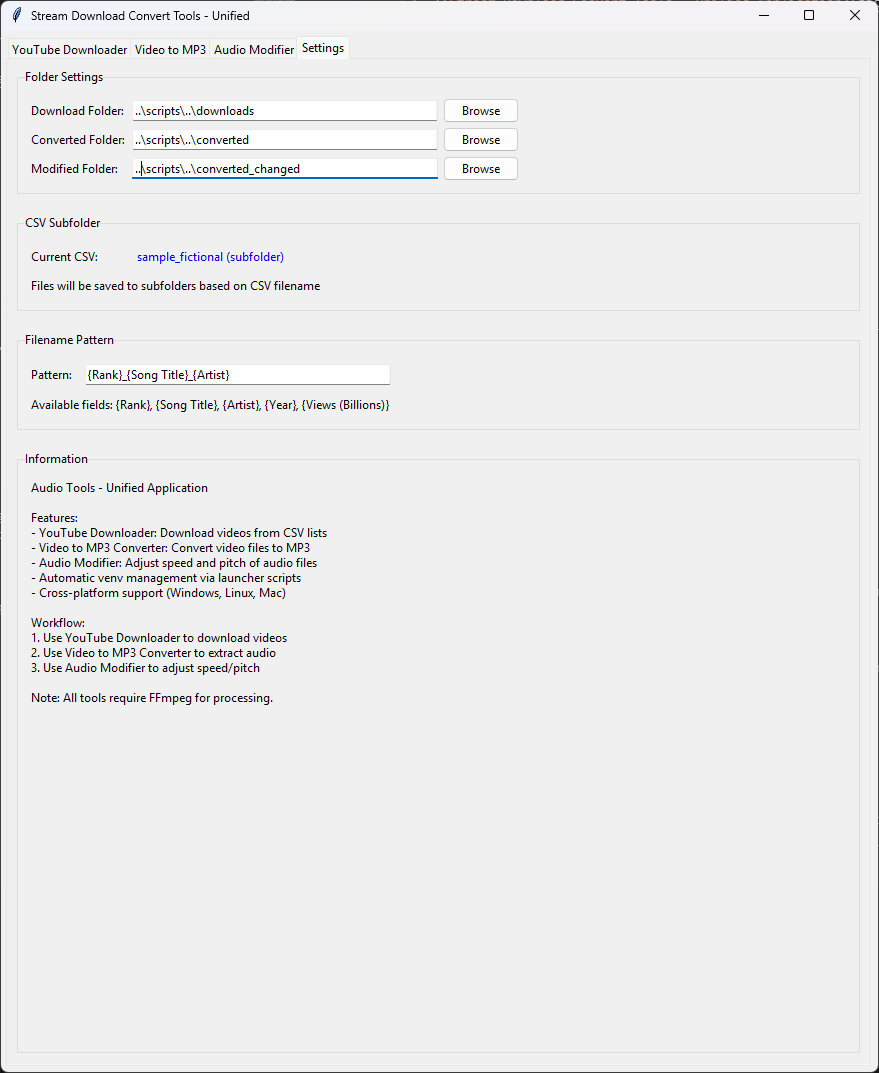 Stream Download Convert Tools - Unified
YouTube Downloader Video to MP3 Audio Modifier Settings
Folder Settings
Download Folder: ..\scripts\..\downloads Browse
Converted Folder: ..\scripts\..\converted Browse
Modified Folder: ..\scripts\..\converted_changed Browse
CSV Subfolder
Current CSV: sample_fictional (subfolder)
Files will be saved to subfolders based on CSV filename
Filename Pattern
Pattern: {Rank}_{Song Title}_{Artist}
Available fields: {Rank}, {Song Title}, {Artist}, {Year}, {Views (Billions)}
Information
Audio Tools - Unified Application
Features:
- YouTube Downloader: Download videos from CSV lists
- Video to MP3 Converter: Convert video files to MP3
- Audio Modifier: Adjust speed and pitch of audio files
- Automatic venv management via launcher scripts
- Cross-platform support (Windows, Linux, Mac)
Workflow:
1. Use YouTube Downloader to download videos
2. Use Video to MP3 Converter to extract audio
3. Use Audio Modifier to adjust speed/pitch
Note: All tools require FFmpeg for processing.